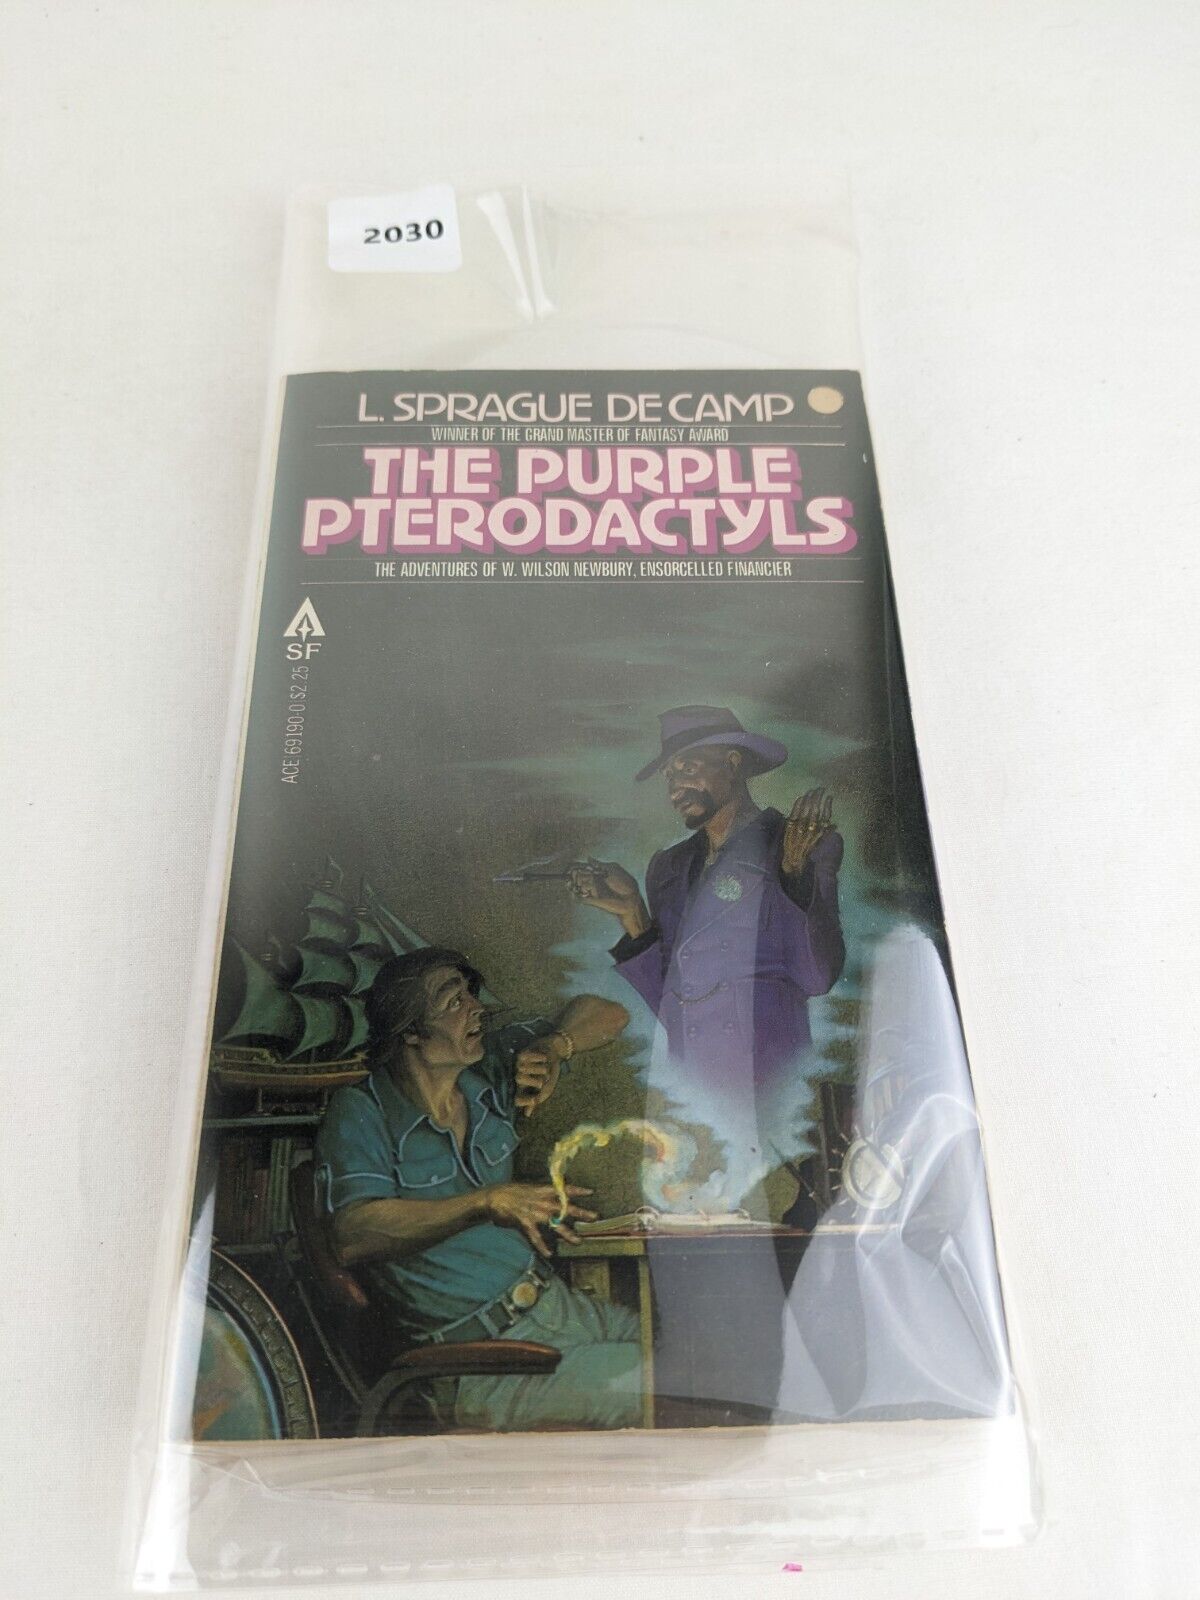 2030
L. SPRAGUE DE CAMP
WINNER OF THE GRAND MASTER OF FANTASY AWARD
THE PURPLE
PTERODACTYLS
THE ADVENTURES OF W. WILSON NEWBURY, ENSORCELLED FINANCIER
SF
ACE 69190-0 $2.25